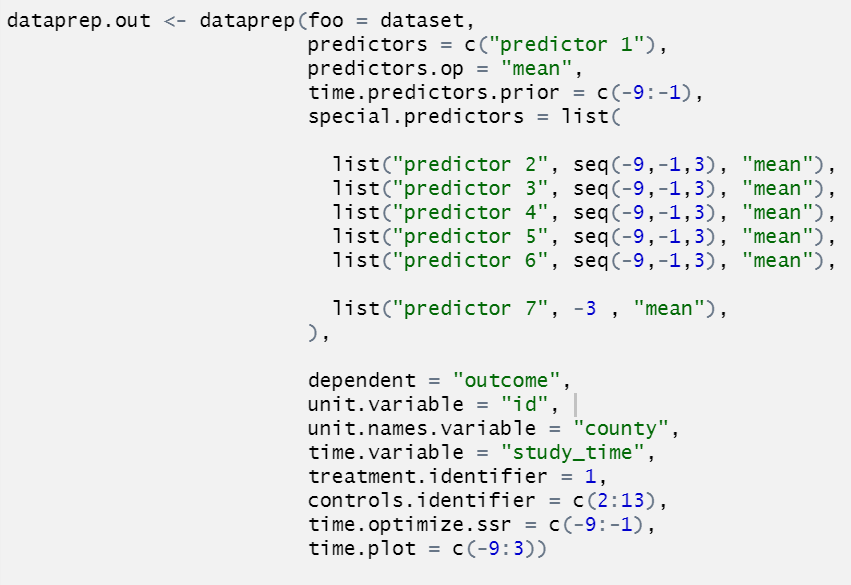 dataprep.out <- dataprep(foo = dataset,
predictors = c("predictor 1"),
predictors.op = "mean",
time.predictors.prior = c(-9:-1),
special.predictors = list(
list("predictor 2", seq(-9,-1,3), "mean"),
list("predictor 3", seq(-9,-1,3), "mean"),
list("predictor 4", seq(-9,-1,3), "mean"),
list("predictor 5", seq(-9,-1,3), "mean"),
list("predictor 6", seq(-9,-1,3), "mean"),
list("predictor 7", -3 , "mean"),
),
dependent = "outcome",
unit.variable = "id",
unit.names.variable = "county",
time.variable = "study_time",
treatment.identifier = 1,
controls.identifier = c(2:13),
time.optimize.ssr = c(-9:-1),
time.plot = c(-9:3))